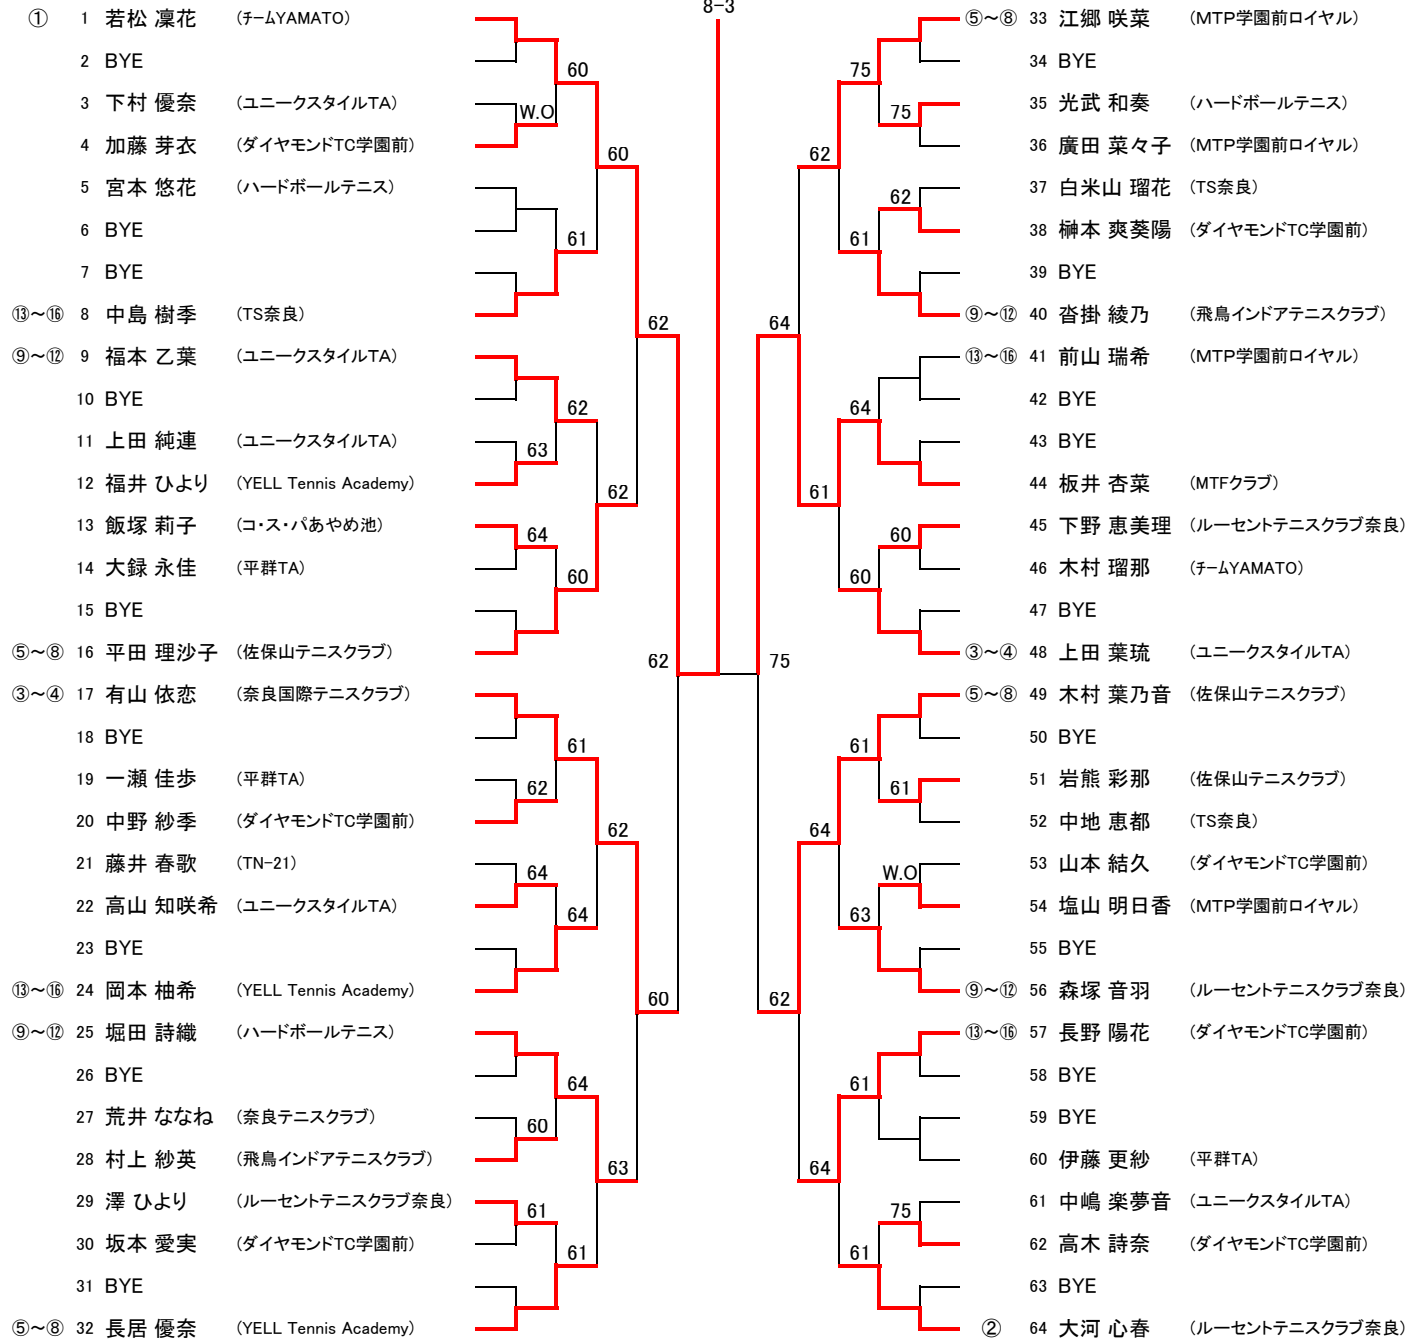 8-3
① 1 若松 凜花 (チームYAMATO)
2 BYE
60
3 下村 優奈 (ユニークスタイルTA)
W.O
4 加藤 芽衣 (ダイヤモンドTC学園前)
60
5 宮本 悠花 (ハードボールテニス)
6 BYE
61
7 BYE
⑬～⑯ 8 中島 樹季 (TS奈良)
62
⑨～⑫ 9 福本 乙葉 (ユニークスタイルTA)
10 BYE
62
11 上田 純連 (ユニークスタイルTA)
63
12 福井 ひより (YELL Tennis Academy)
62
13 飯塚 莉子 (コ・ス・パあやめ池)
64
14 大録 永佳 (平群TA)
60
15 BYE
⑤～⑧ 16 平田 理沙子 (佐保山テニスクラブ)
62
③～④ 17 有山 依恋 (奈良国際テニスクラブ)
18 BYE
61
19 一瀬 佳歩 (平群TA)
62
20 中野 紗季 (ダイヤモンドTC学園前)
62
21 藤井 春歌 (TN-21)
64
22 高山 知咲希 (ユニークスタイルTA)
64
23 BYE
⑬～⑯ 24 岡本 柚希 (YELL Tennis Academy)
60
⑨～⑫ 25 堀田 詩織 (ハードボールテニス)
26 BYE
64
27 荒井 ななね (奈良テニスクラブ)
60
28 村上 紗英 (飛鳥インドアテニスクラブ)
63
29 澤 ひより (ルーセントテニスクラブ奈良)
61
30 坂本 愛実 (ダイヤモンドTC学園前)
61
31 BYE
⑤～⑧ 32 長居 優奈 (YELL Tennis Academy)
⑤～⑧ 33 江郷 咲菜 (MTP学園前ロイヤル)
34 BYE
75
35 光武 和奏 (ハードボールテニス)
75
36 廣田 菜々子 (MTP学園前ロイヤル)
62
37 白米山 瑠花 (TS奈良)
62
38 榊本 爽葵陽 (ダイヤモンドTC学園前)
61
39 BYE
⑨～⑫ 40 沓掛 綾乃 (飛鳥インドアテニスクラブ)
64
⑬～⑯ 41 前山 瑞希 (MTP学園前ロイヤル)
42 BYE
64
43 BYE
44 板井 杏菜 (MTFクラブ)
61
45 下野 恵美理 (ルーセントテニスクラブ奈良)
60
46 木村 瑠那 (チームYAMATO)
60
47 BYE
③～④ 48 上田 葉琉 (ユニークスタイルTA)
75
⑤～⑧ 49 木村 葉乃音 (佐保山テニスクラブ)
50 BYE
61
51 岩熊 彩那 (佐保山テニスクラブ)
61
52 中地 恵都 (TS奈良)
64
53 山本 結久 (ダイヤモンドTC学園前)
W.O
54 塩山 明日香 (MTP学園前ロイヤル)
63
55 BYE
⑨～⑫ 56 森塚 音羽 (ルーセントテニスクラブ奈良)
62
⑬～⑯ 57 長野 陽花 (ダイヤモンドTC学園前)
58 BYE
61
59 BYE
60 伊藤 更紗 (平群TA)
64
61 中嶋 楽夢音 (ユニークスタイルTA)
75
62 高木 詩奈 (ダイヤモンドTC学園前)
61
63 BYE
② 64 大河 心春 (ルーセントテニスクラブ奈良)